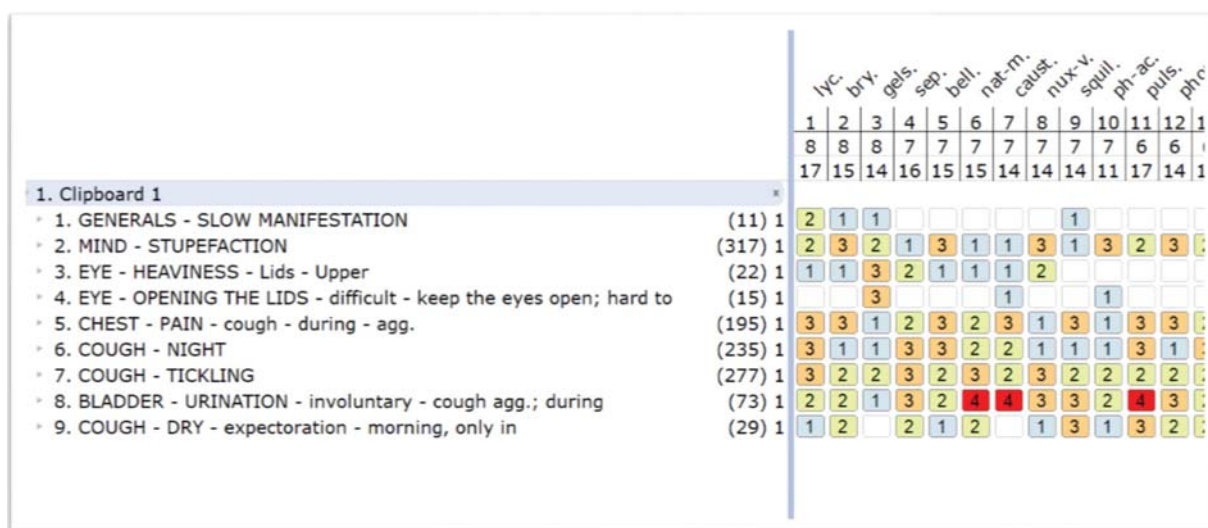 lyc. bry. gels. sep. bell. nat-m. caust. nux-v. squil. ph-ac. puls.
1 2 3 4 5 6 7 8 9 10 11 12 1
8 8 8 7 7 7 7 7 7 7 6 6
17 15 14 16 15 15 14 14 14 11 17 14 1
1. Clipboard 1 x
1. GENERALS - SLOW MANIFESTATION (11) 1 2 1 1 1
2. MIND - STUPEFACTION (317) 1 2 3 2 1 3 1 1 3 1 3 2 3
3. EYE - HEAVINESS - Lids - Upper (22) 1 1 1 3 2 1 1 1 2
4. EYE - OPENING THE LIDS - difficult - keep the eyes open; hard to (15) 1 3 1 1
5. CHEST - PAIN - cough - during - agg. (195) 1 3 3 1 2 3 2 3 1 3 1 3 3
6. COUGH - NIGHT (235) 1 3 1 1 3 3 2 2 1 1 1 3 1
7. COUGH - TICKLING (277) 1 3 2 2 3 2 3 2 3 2 2 2 2
8. BLADDER - URINATION - involuntary - cough agg.; during (73) 1 2 2 1 3 2 4 4 3 3 2 4 3
9. COUGH - DRY - expectoration - morning, only in (29) 1 1 2 2 1 2 1 3 1 3 2